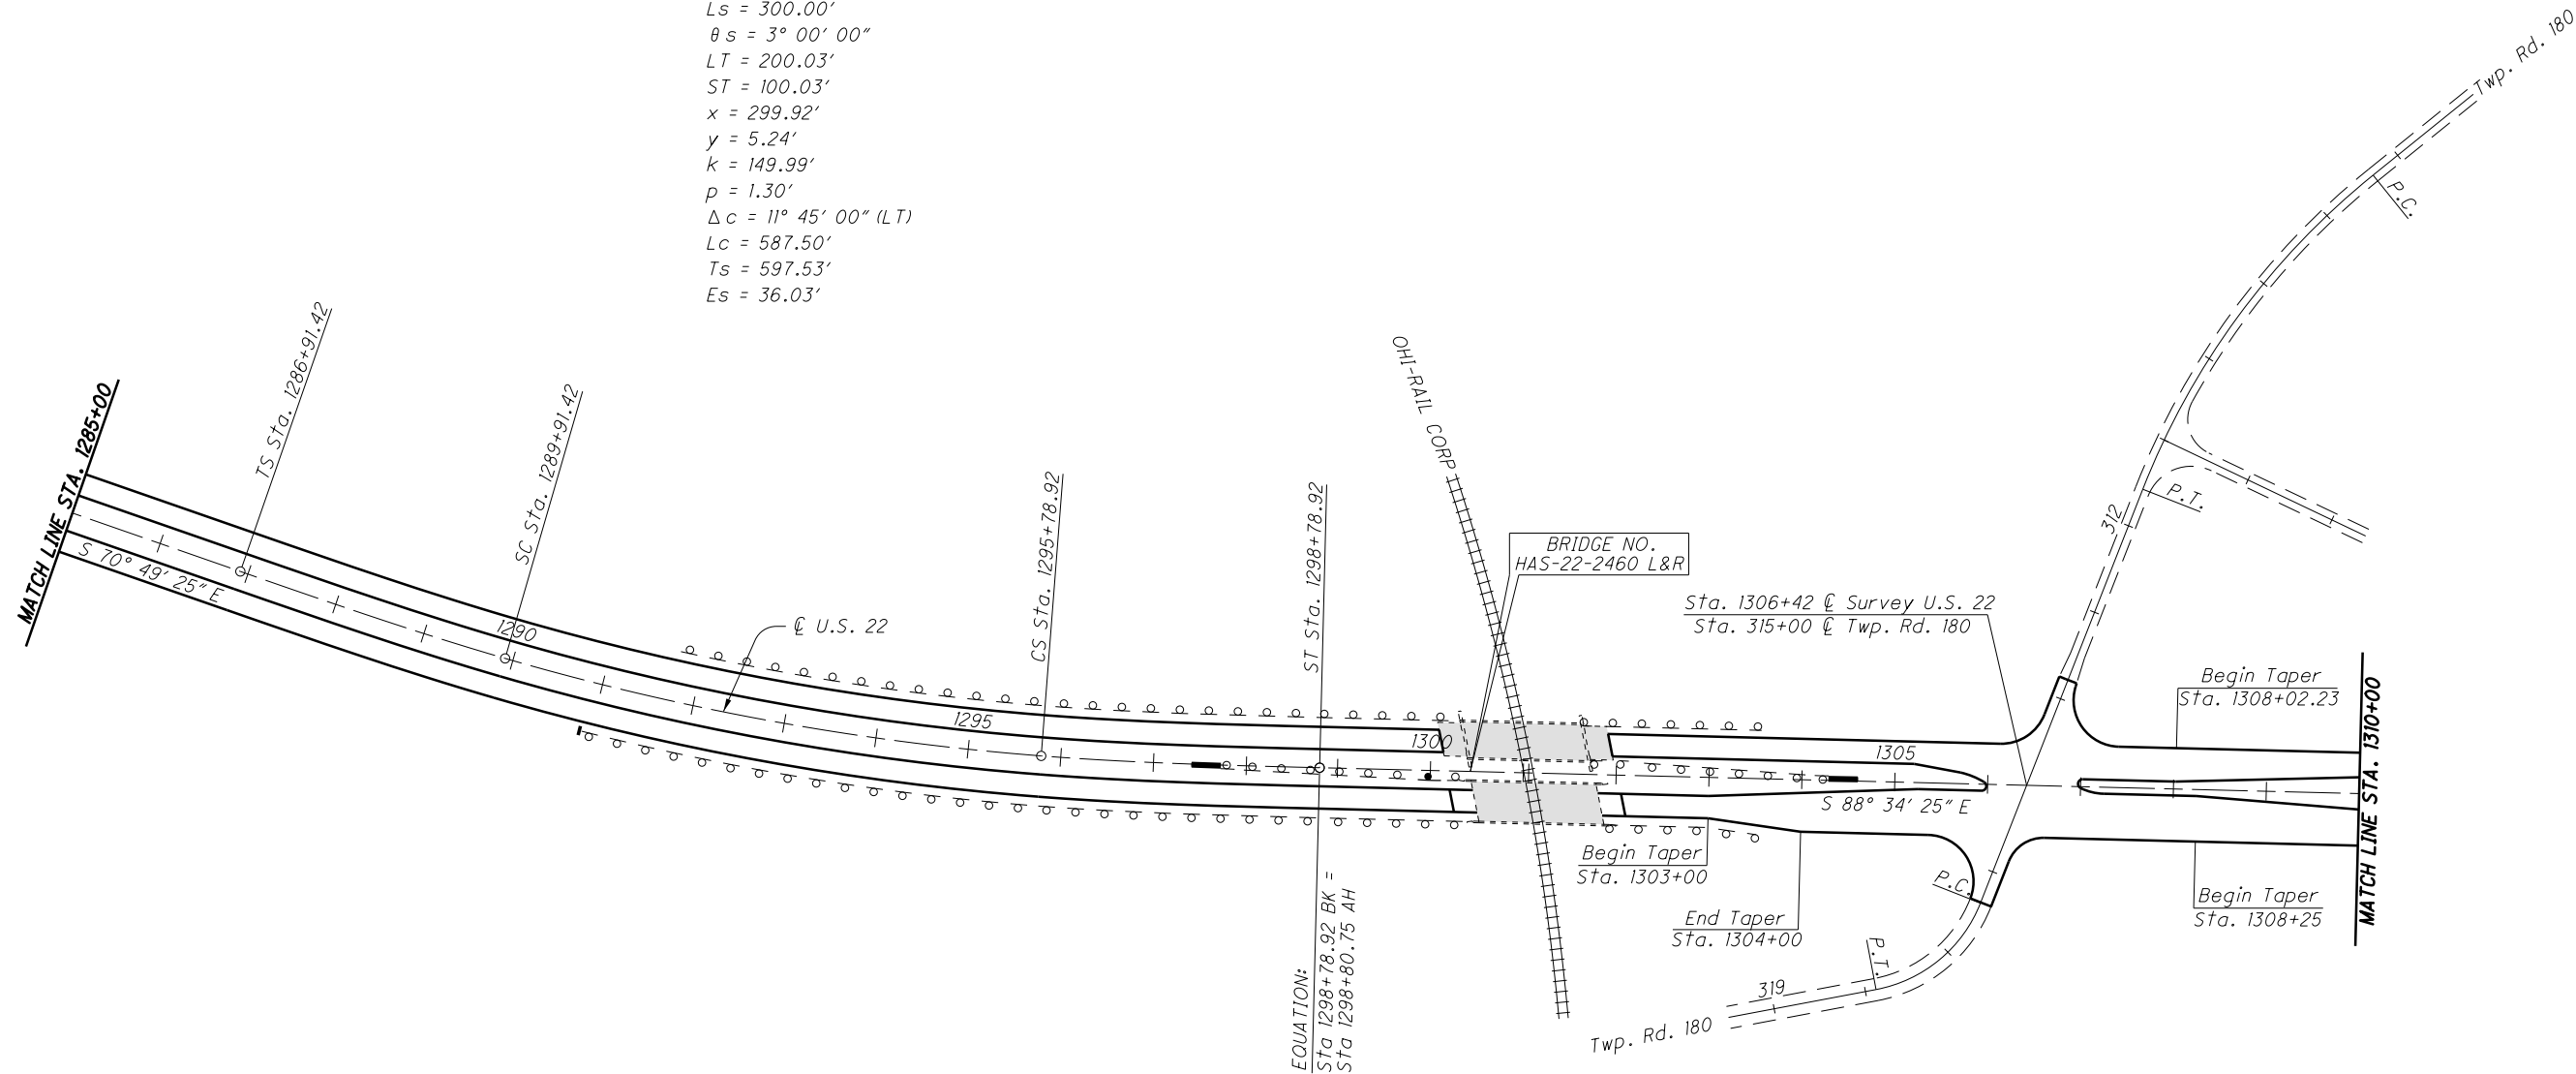 Ls = 300.00'
θ s = 3° 00' 00"
LT = 200.03'
ST = 100.03'
x = 299.92'
y = 5.24'
k = 149.99'
p = 1.30'
Δ c = 11° 45' 00" (LT)
Lc = 587.50'
Ts = 597.53'
Es = 36.03'
MATCH LINE STA. 1285+00
TS Sta. 1286+91.42
SC Sta. 1289+91.42
S 70° 49' 25" E
1290
℄ U.S. 22
1295
CS Sta. 1295+78.92
ST Sta. 1298+78.92
EQUATION:
Sta 1298+78.92 BK =
Sta 1298+80.75 AH
1300
OHI-RAIL CORP
BRIDGE NO.
HAS-22-2460 L&R
Sta. 1306+42 ℄ Survey U.S. 22
Sta. 315+00 ℄ Twp. Rd. 180
1305
S 88° 34' 25" E
Begin Taper
Sta. 1303+00
End Taper
Sta. 1304+00
P.C.
P.T.
319
Twp. Rd. 180
312
P.T.
P.C.
Twp. Rd. 180
Begin Taper
Sta. 1308+02.23
Begin Taper
Sta. 1308+25
MATCH LINE STA. 1310+00